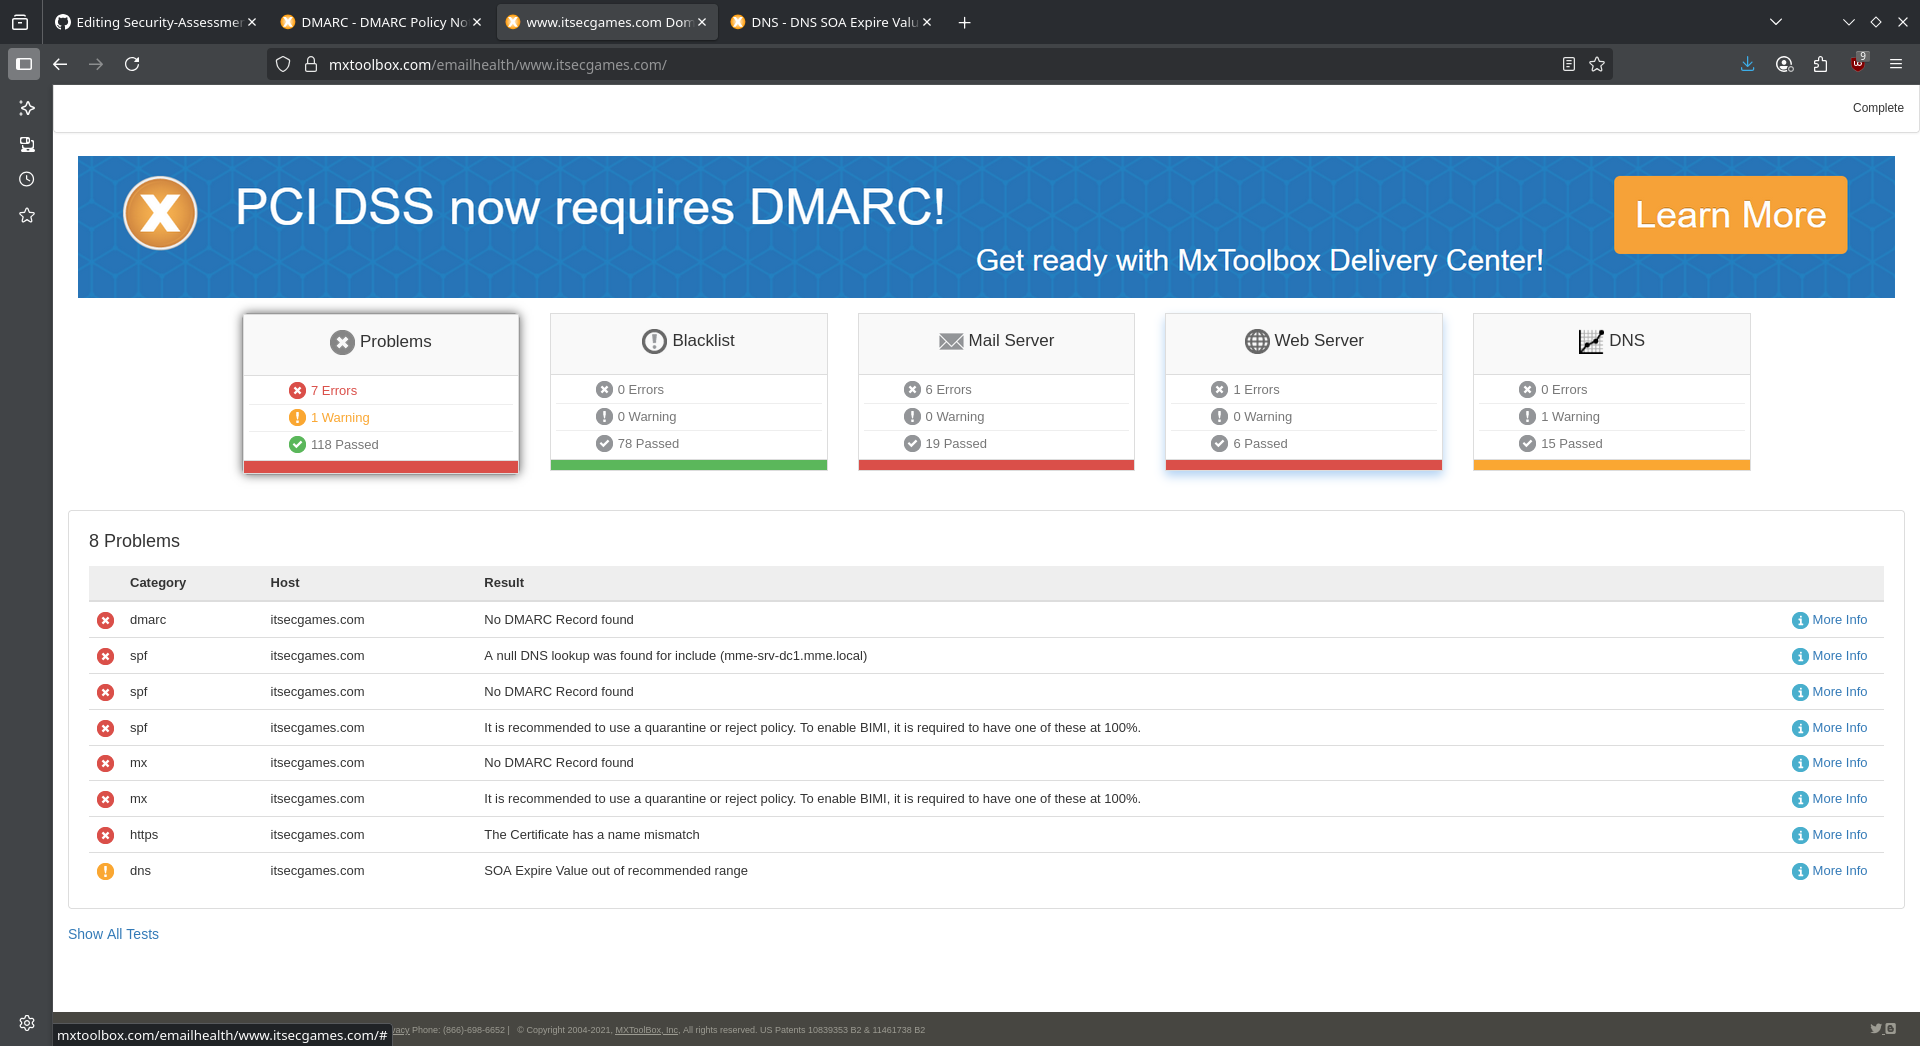 Editing Security-Assessmer
DMARC - DMARC Policy No
www.itsecgames.com Dom
DNS - DNS SOA Expire Valu
mxtoolbox.com/emailhealth/www.itsecgames.com/
9
Complete
X
PCI DSS now requires DMARC!
Get ready with MxToolbox Delivery Center!
Learn More
Problems
7 Errors
1 Warning
118 Passed
Blacklist
0 Errors
0 Warning
78 Passed
Mail Server
6 Errors
0 Warning
19 Passed
Web Server
1 Errors
0 Warning
6 Passed
DNS
0 Errors
1 Warning
15 Passed
8 Problems
Category Host Result
dmarc itsecgames.com No DMARC Record found More Info
spf itsecgames.com A null DNS lookup was found for include (mme-srv-dc1.mme.local) More Info
spf itsecgames.com No DMARC Record found More Info
spf itsecgames.com It is recommended to use a quarantine or reject policy. To enable BIMI, it is required to have one of these at 100%. More Info
mx itsecgames.com No DMARC Record found More Info
mx itsecgames.com It is recommended to use a quarantine or reject policy. To enable BIMI, it is required to have one of these at 100%. More Info
https itsecgames.com The Certificate has a name mismatch More Info
dns itsecgames.com SOA Expire Value out of recommended range More Info
Show All Tests
vacy Phone: (866)-698-6652 | © Copyright 2004-2021, MXToolBox, Inc, All rights reserved. US Patents 10839353 B2 & 11461738 B2
mxtoolbox.com/emailhealth/www.itsecgames.com/#